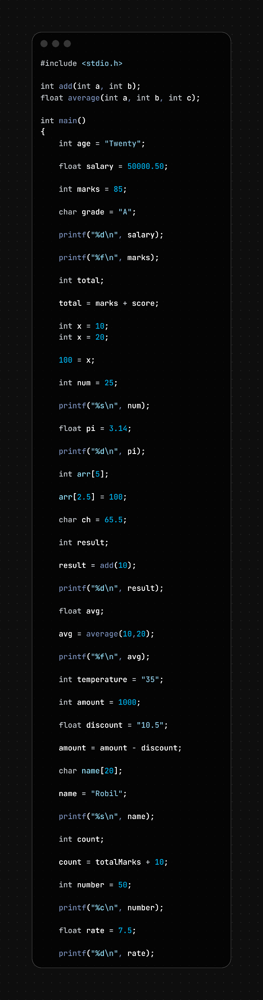 #include <stdio.h>
int add(int a, int b);
float average(int a, int b, int c);
int main()
{
int age = "Twenty";
float salary = 50000.50;
int marks = 85;
char grade = "A";
printf("%d\n", salary);
printf("%f\n", marks);
int total;
total = marks + score;
int x = 10;
int x = 20;
100 = x;
int num = 25;
printf("%s\n", num);
float pi = 3.14;
printf("%d\n", pi);
int arr[5];
arr[2.5] = 100;
char ch = 65.5;
int result;
result = add(10);
printf("%d\n", result);
float avg;
avg = average(10,20);
printf("%f\n", avg);
int temperature = "35";
int amount = 1000;
float discount = "10.5";
amount = amount - discount;
char name[20];
name = "Robil";
printf("%s\n", name);
int count;
count = totalMarks + 10;
int number = 50;
printf("%c\n", number);
float rate = 7.5;
printf("%d\n", rate);